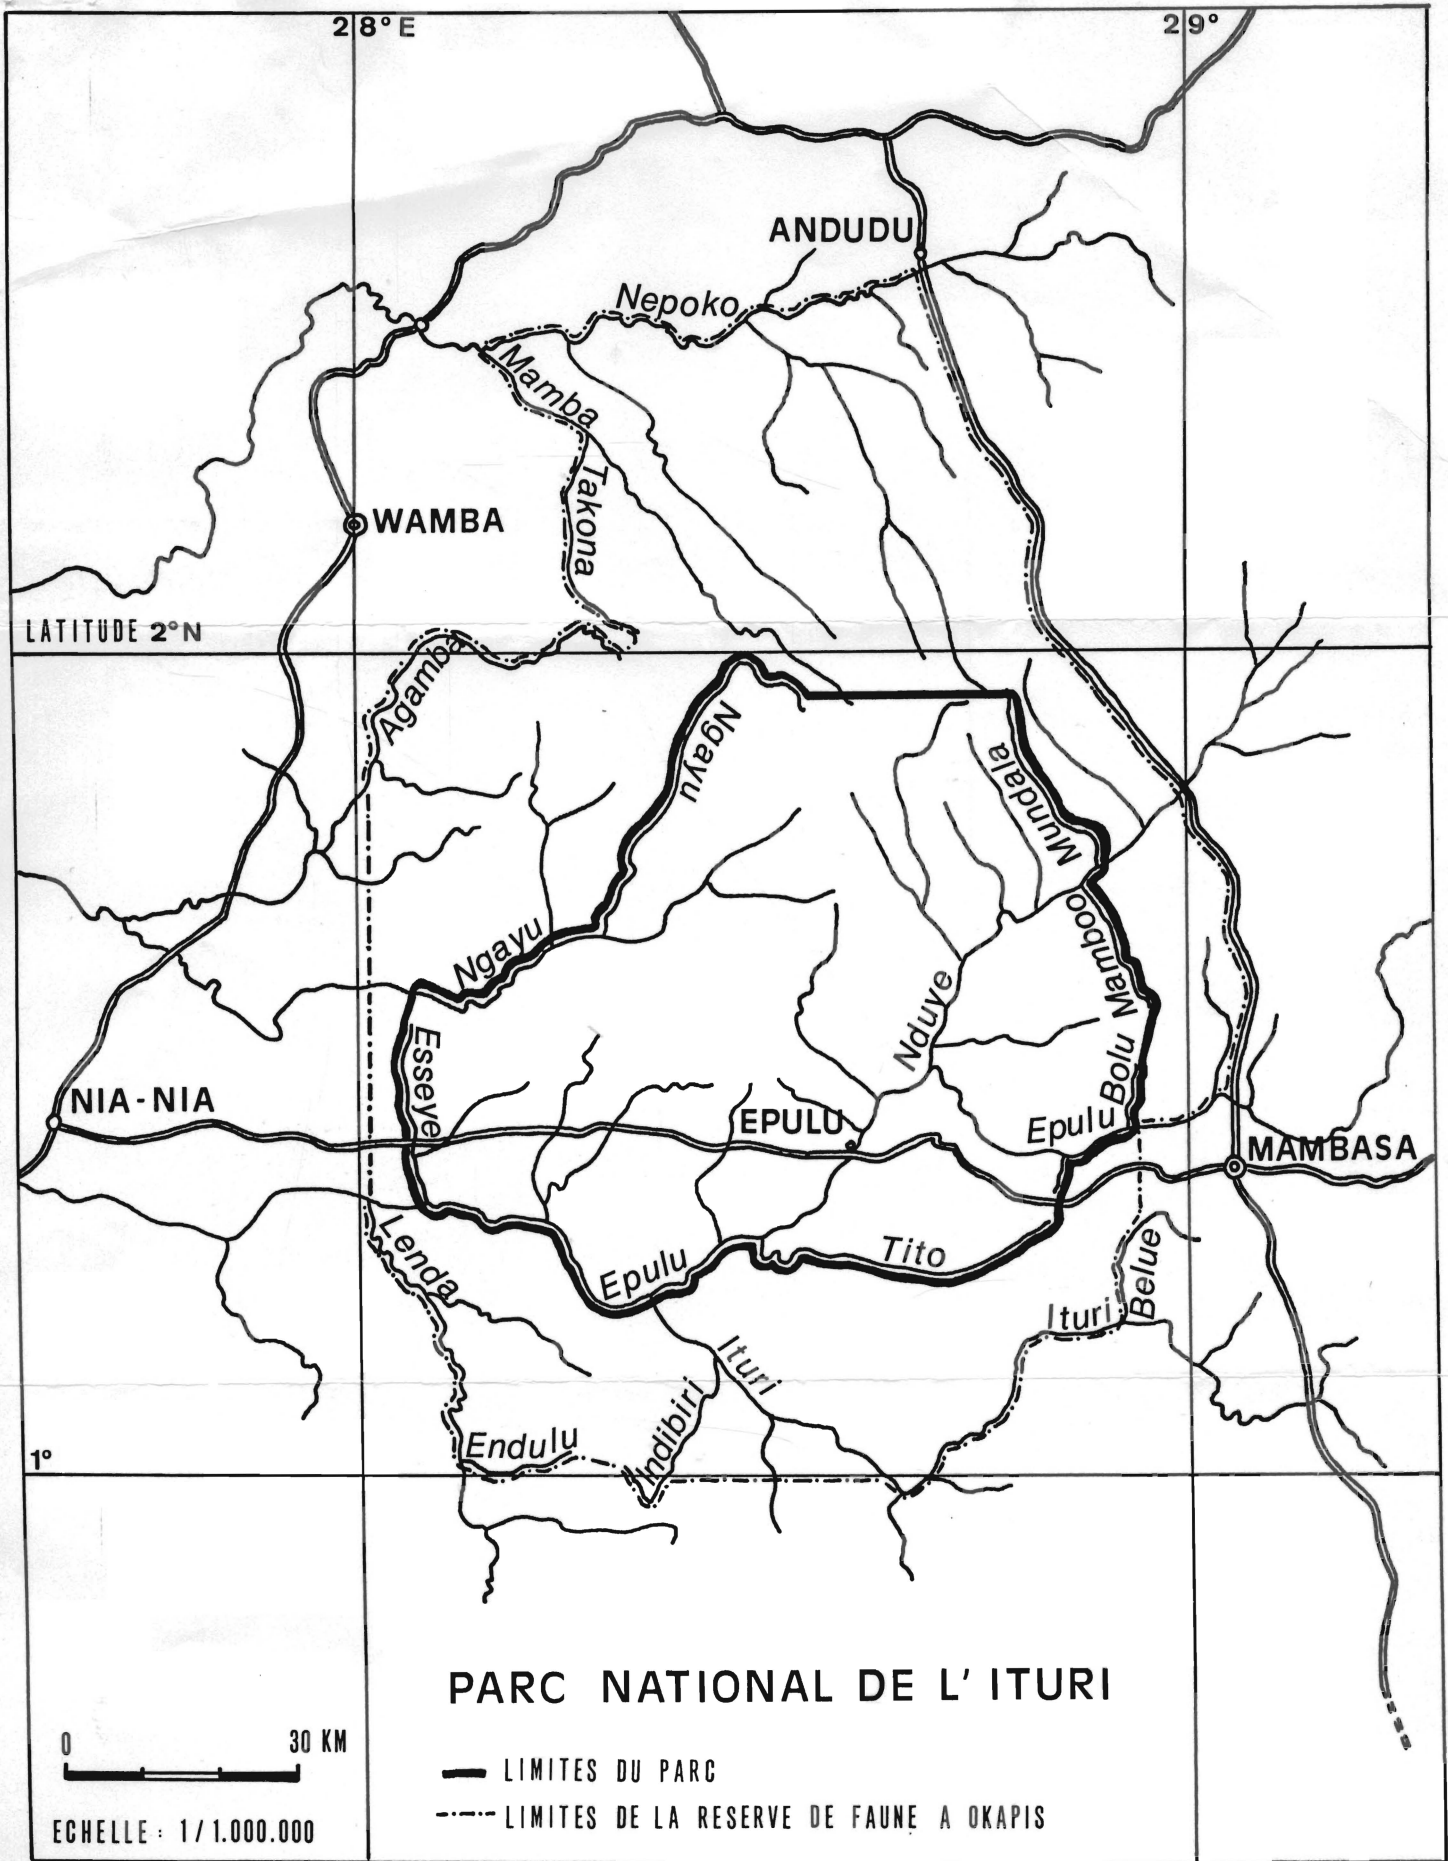 28° E
29°
ANDUDU
Nepoko
Mamba
Takona
WAMBA
LATITUDE 2° N
Agamba
Ngayu
Mundala
Mamboo
Ngayu
Nduye
Esseye
Bolu
NIA-NIA
EPULU
Epulu
MAMBASA
Lenda
Epulu
Tito
Belue
Ituri
Ituri
Indibiri
Endulu
1°
PARC NATIONAL DE L' ITURI
0 30 KM
LIMITES DU PARC
LIMITES DE LA RESERVE DE FAUNE A OKAPIS
ECHELLE : 1/1.000.000